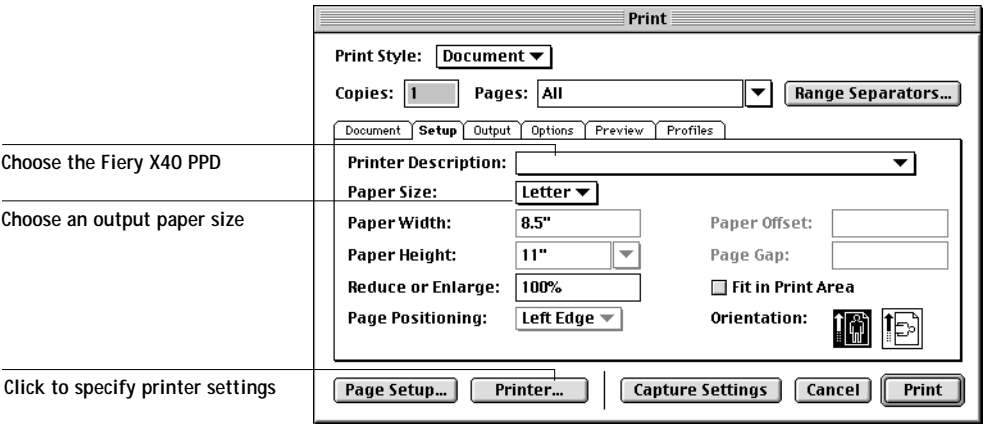 Print
Print Style: Document
Copies: 1 Pages: All Range Separators...
Document Setup Output Options Preview Profiles
Choose the Fiery X40 PPD
Printer Description:
Paper Size: Letter
Choose an output paper size
Paper Width: 8.5" Paper Offset:
Paper Height: 11" Page Gap:
Reduce or Enlarge: 100% Fit in Print Area
Page Positioning: Left Edge Orientation:
Click to specify printer settings
Page Setup... Printer... Capture Settings Cancel Print